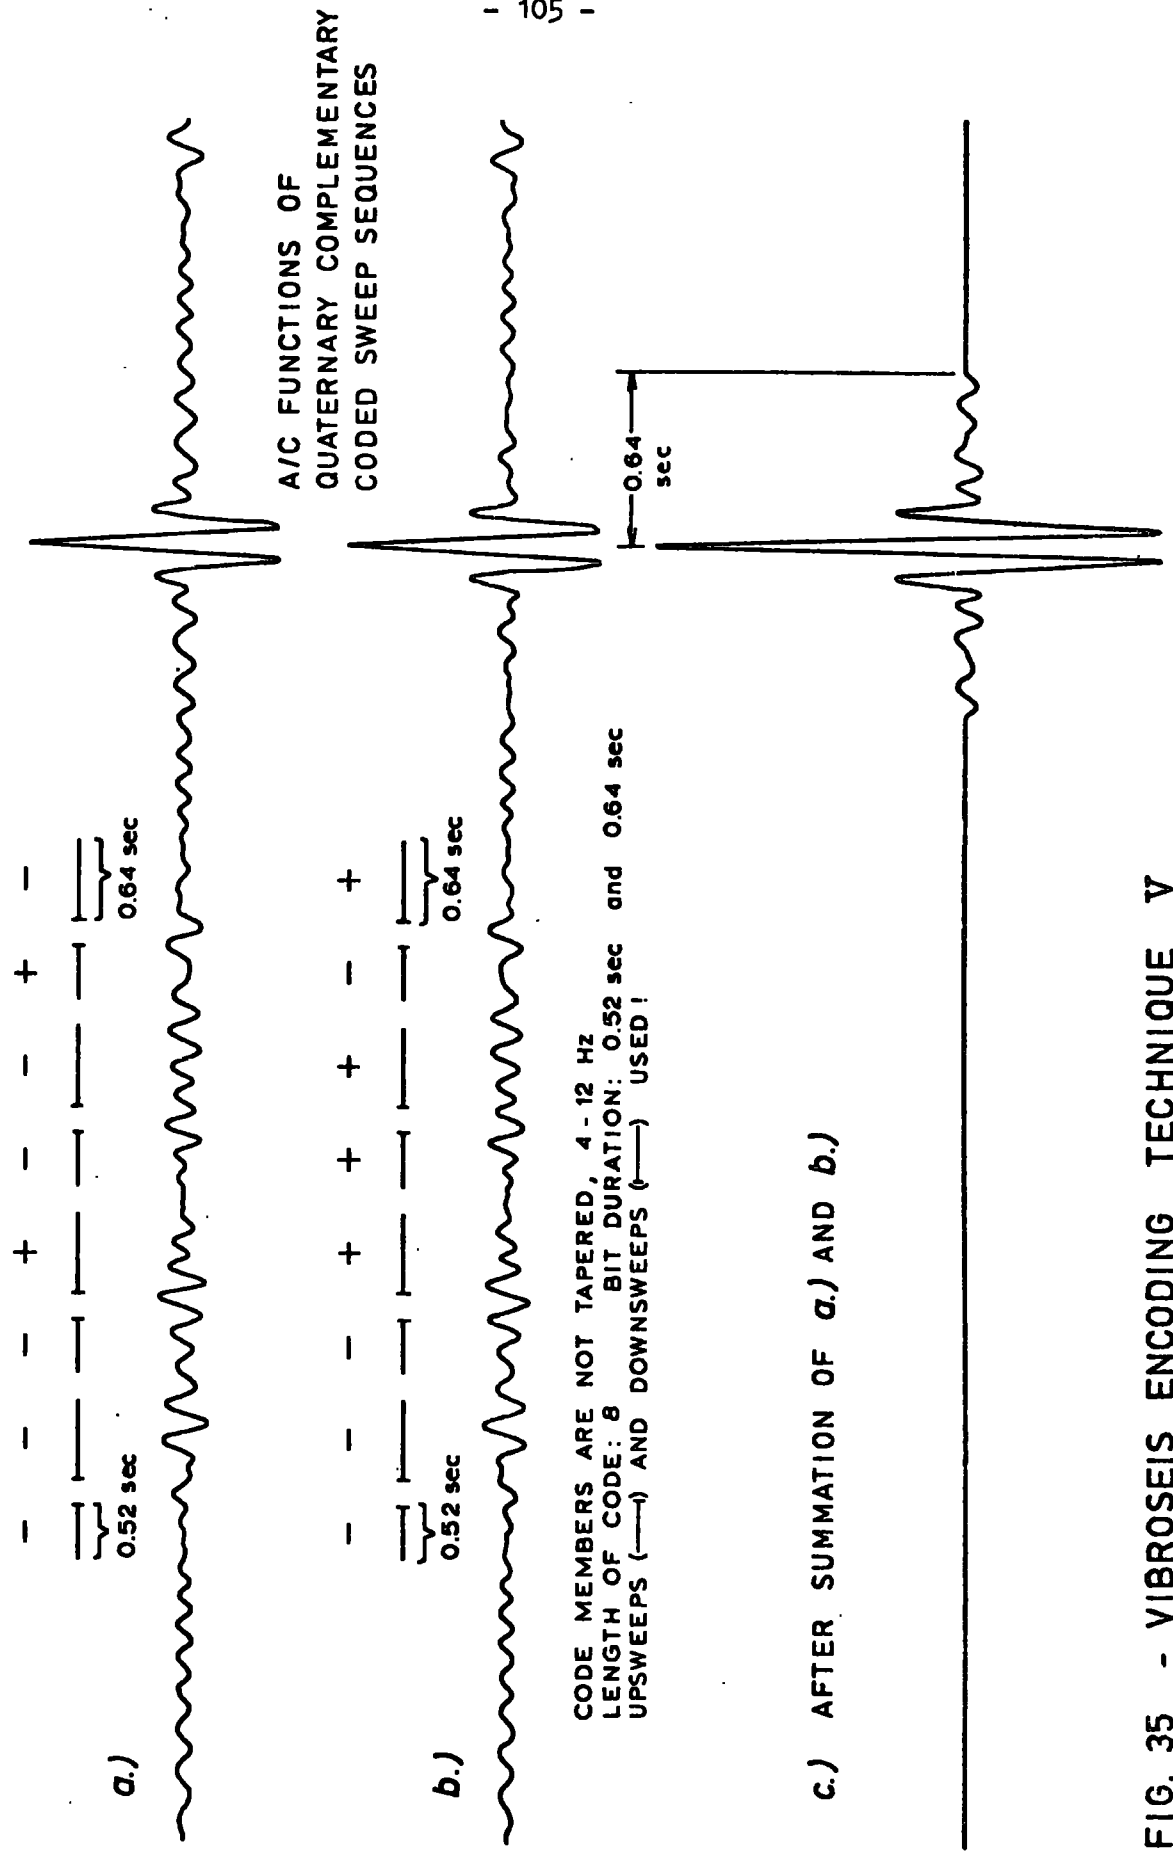 - 105 -
A/C FUNCTIONS OF
QUATERNARY COMPLEMENTARY
CODED SWEEP SEQUENCES
a.)
- - - + - - + -
0.52 sec
0.64 sec
b.)
- - - + + + - +
0.52 sec
0.64 sec
CODE MEMBERS ARE NOT TAPERED, 4-12 Hz
LENGTH OF CODE: 8 BIT DURATION: 0.52 sec and 0.64 sec
UPSWEEPS (—) AND DOWNSWEEPS (—) USED!
0.64
sec
c.) AFTER SUMMATION OF a.) AND b.)
FIG. 35 - VIBROSEIS ENCODING TECHNIQUE V